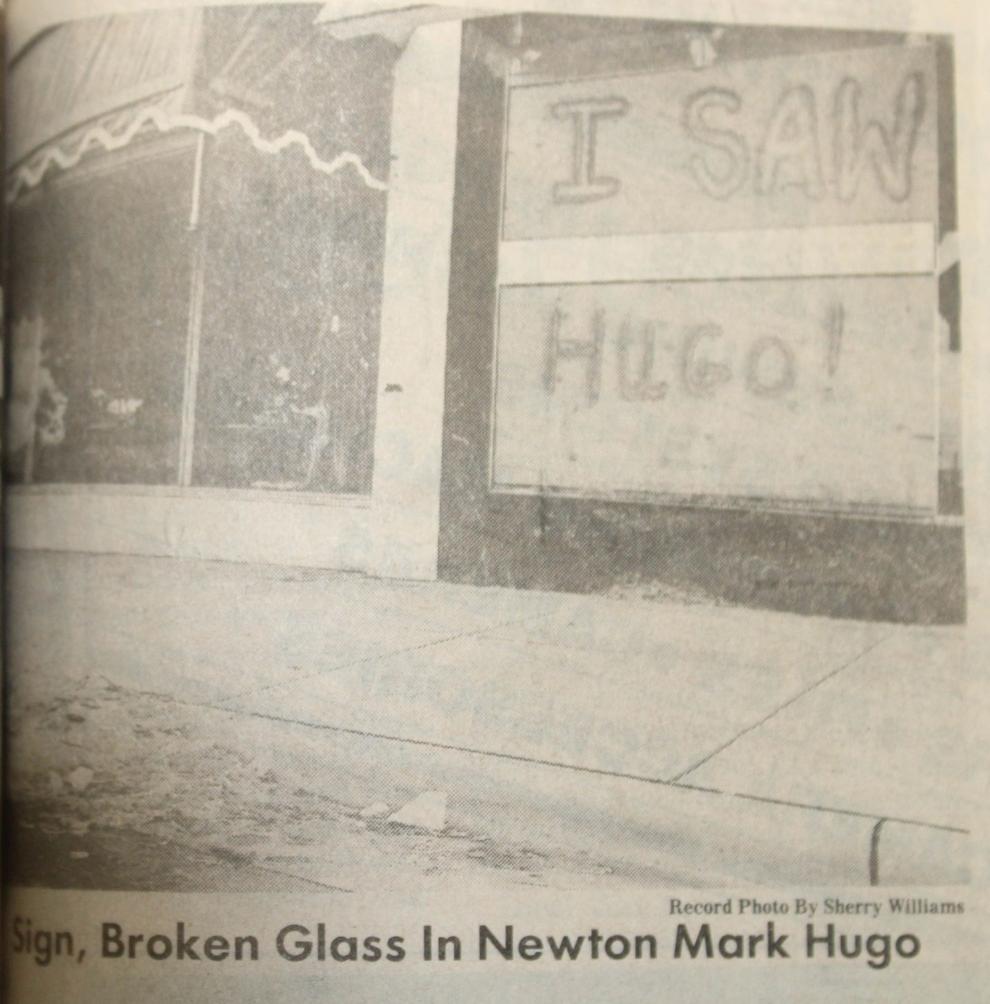 I SAW
HUGO!
Record Photo By Sherry Williams
Sign, Broken Glass In Newton Mark Hugo